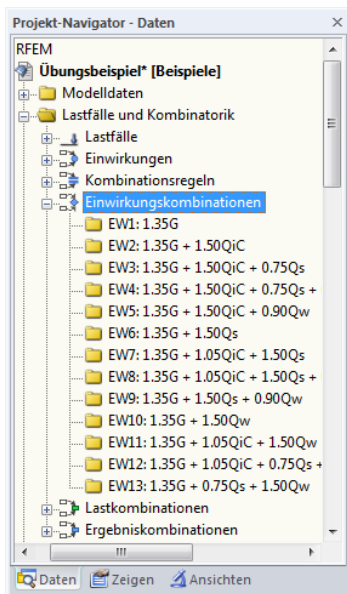 Projekt-Navigator - Daten
RFEM
Übungsbeispiel* [Beispiele]
Modelldaten
Lastfälle und Kombinatorik
Lastfälle
Einwirkungen
Kombinationsregeln
Einwirkungskombinationen
EW1: 1.35G
EW2: 1.35G + 1.50QiC
EW3: 1.35G + 1.50QiC + 0.75Qs
EW4: 1.35G + 1.50QiC + 0.75Qs +
EW5: 1.35G + 1.50QiC + 0.90Qw
EW6: 1.35G + 1.50Qs
EW7: 1.35G + 1.05QiC + 1.50Qs
EW8: 1.35G + 1.05QiC + 1.50Qs +
EW9: 1.35G + 1.50Qs + 0.90Qw
EW10: 1.35G + 1.50Qw
EW11: 1.35G + 1.05QiC + 1.50Qw
EW12: 1.35G + 1.05QiC + 0.75Qs +
EW13: 1.35G + 0.75Qs + 1.50Qw
Lastkombinationen
Ergebniskombinationen
Daten Zeigen Ansichten